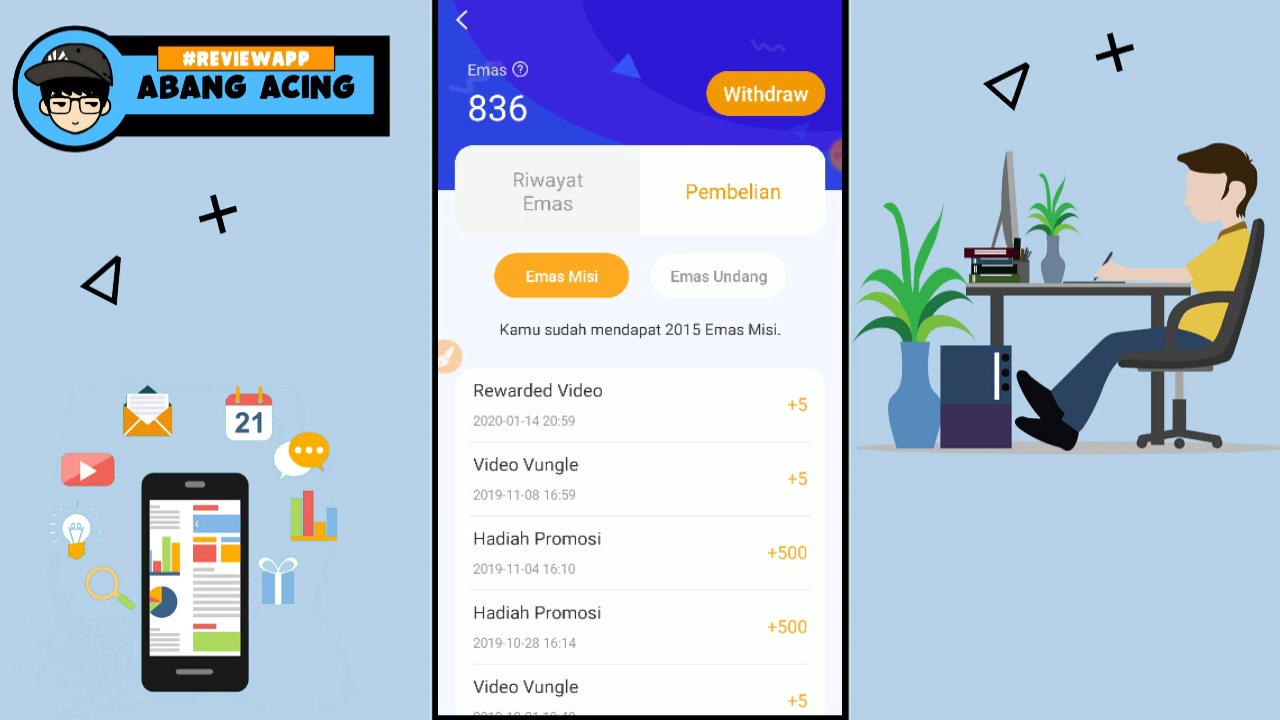 #REVIEWAPP
ABANG ACING
Emas ?
836
Withdraw
Riwayat
Emas
Pembelian
Emas Misi
Emas Undang
Kamu sudah mendapat 2015 Emas Misi.
Rewarded Video
+5
2020-01-14 20:59
Video Vungle
+5
2019-11-08 16:59
Hadiah Promosi
+500
2019-11-04 16:10
Hadiah Promosi
+500
2019-10-28 16:14
Video Vungle
+5
21